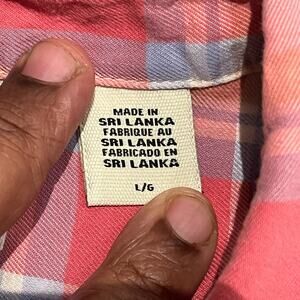 MADE IN
SRI LANKA
FABRIQUE AU
SRI LANKA
FABRICADO EN
SRI LANKA
L/G